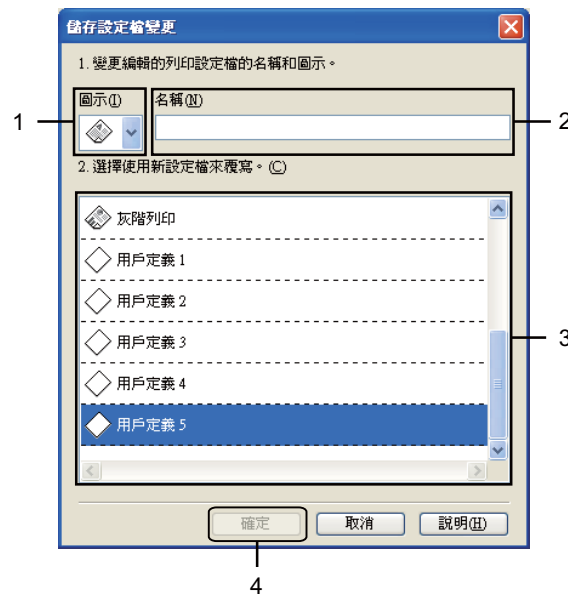 儲存設定檔變更
1. 變更編輯的列印設定檔的名稱和圖示。
圖示(I) 名稱(N)
1
2
2. 選擇使用新設定檔來覆寫。(C)
灰階列印
用戶定義 1
用戶定義 2
用戶定義 3
3
用戶定義 4
用戶定義 5
確定 取消 說明(H)
4